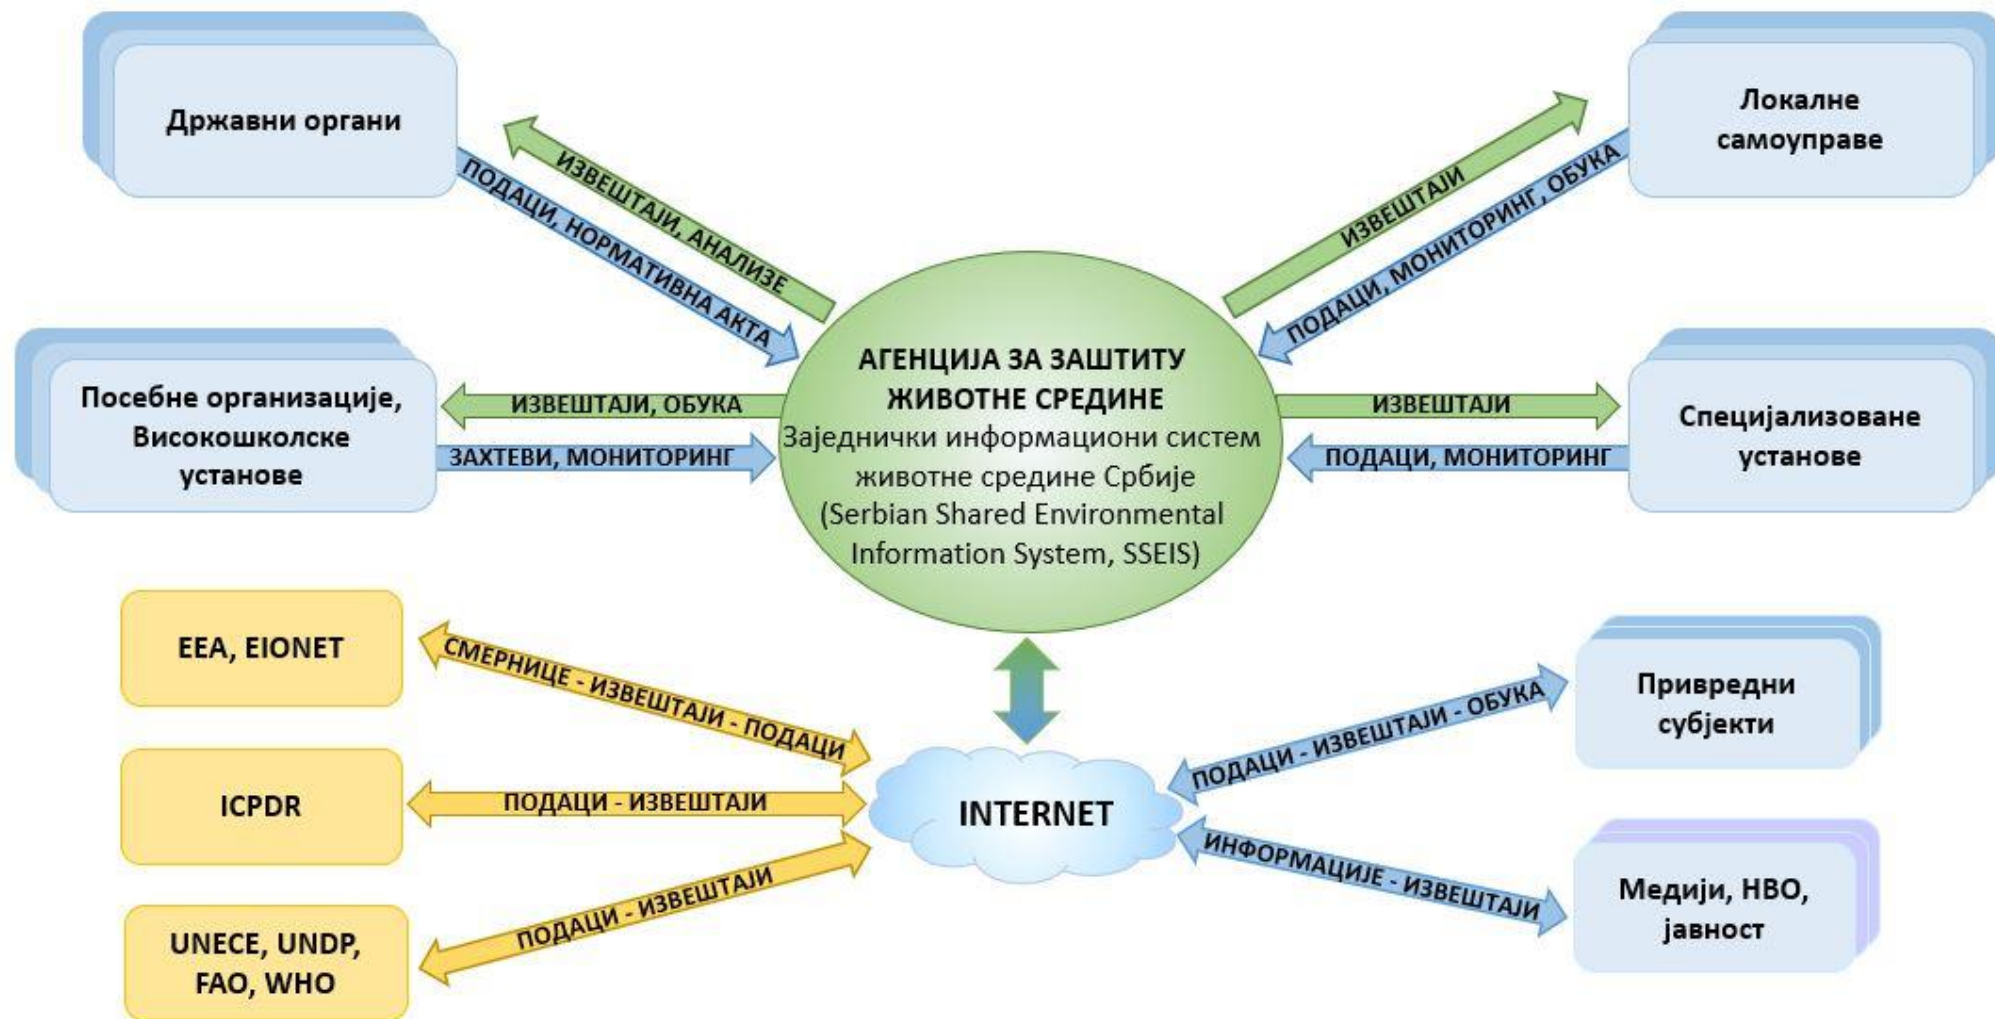 Државни органи
Локалне
самоуправе
ИЗВЕШТАЈИ, АНАЛИЗЕ
ПОДАЦИ, НОРМАТИВНА АКТА
ИЗВЕШТАЈИ
ПОДАЦИ, МОНИТОРИНГ, ОБУКА
Посебне организације,
Високошколске
установе
ИЗВЕШТАЈИ, ОБУКА
ЗАХТЕВИ, МОНИТОРИНГ
АГЕНЦИЈА ЗА ЗАШТИТУ
ЖИВОТНЕ СРЕДИНЕ
Заједнички информациони систем
животне средине Србије
(Serbian Shared Environmental
Information System, SSEIS)
ИЗВЕШТАЈИ
ПОДАЦИ, МОНИТОРИНГ
Специјализоване
установе
EEA, EIONET
СМЕРНИЦЕ - ИЗВЕШТАЈИ - ПОДАЦИ
ICPDR
ПОДАЦИ - ИЗВЕШТАЈИ
UNECE, UNDP,
FAO, WHO
ПОДАЦИ - ИЗВЕШТАЈИ
INTERNET
ПОДАЦИ - ИЗВЕШТАЈИ - ОБУКА
Привредни
субјекти
ИНФОРМАЦИЈЕ - ИЗВЕШТАЈИ
Медији, НВО,
јавност